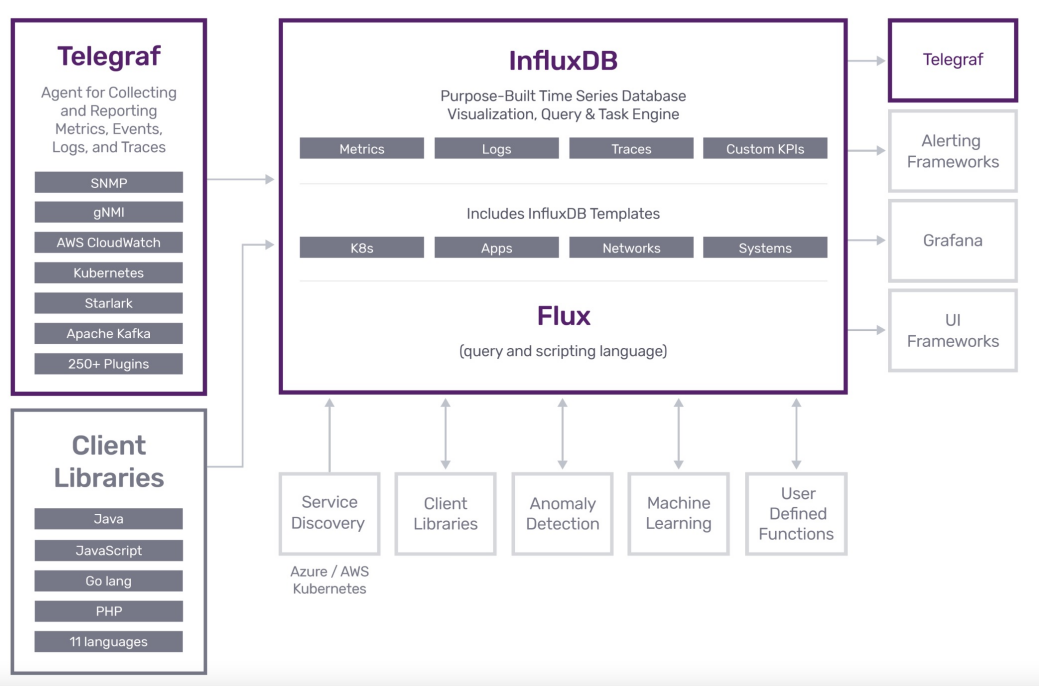 Telegraf
Agent for Collecting
and Reporting
Metrics, Events,
Logs, and Traces
SNMP
gNMI
AWS CloudWatch
Kubernetes
Starlark
Apache Kafka
250+ Plugins
Client
Libraries
Java
JavaScript
Go lang
PHP
11 languages
InfluxDB
Purpose-Built Time Series Database
Visualization, Query & Task Engine
Metrics
Logs
Traces
Custom KPIs
Includes InfluxDB Templates
K8s
Apps
Networks
Systems
Flux
(query and scripting language)
Service
Discovery
Azure / AWS
Kubernetes
Client
Libraries
Anomaly
Detection
Machine
Learning
User
Defined
Functions
Telegraf
Alerting
Frameworks
Grafana
UI
Frameworks